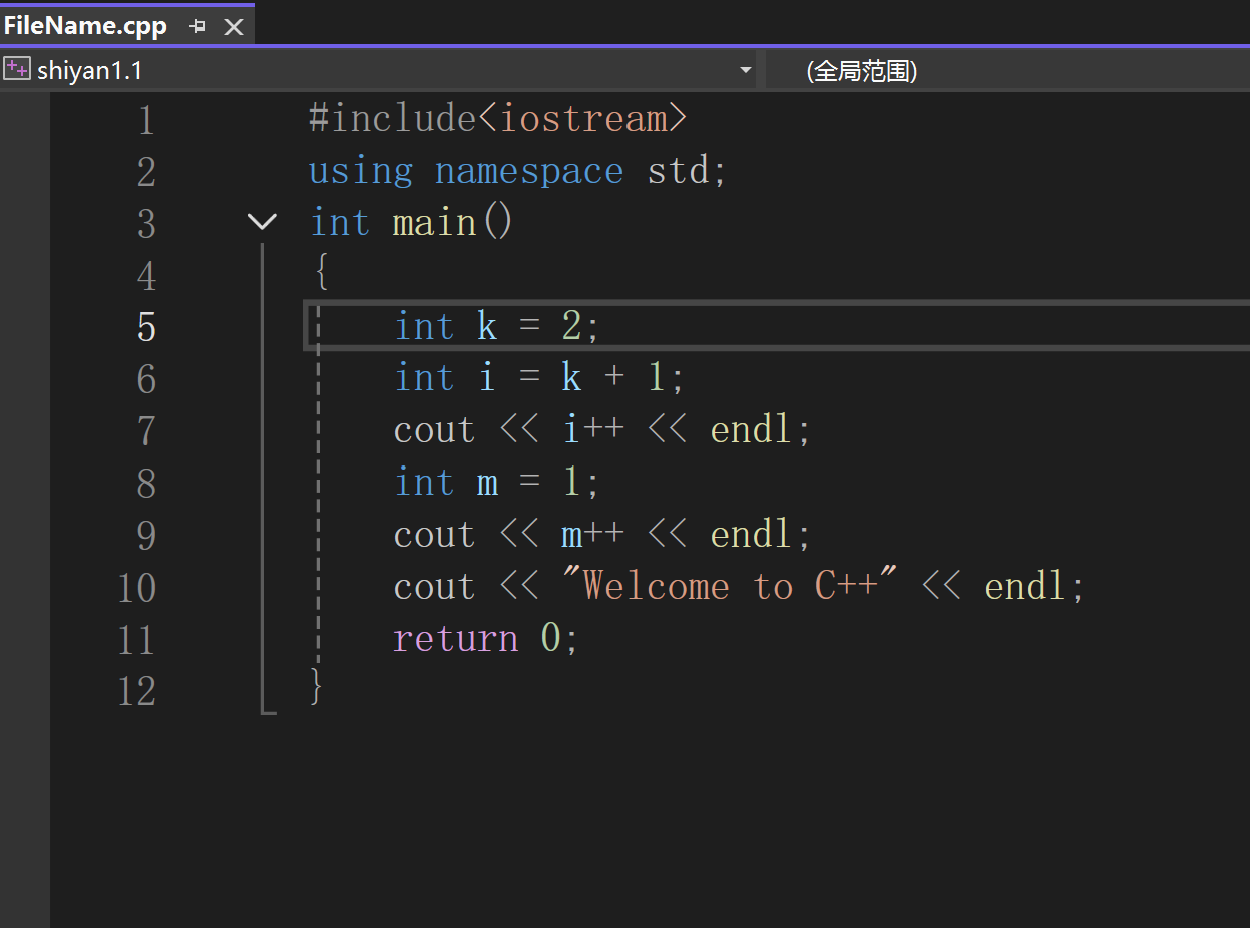 FileName.cpp
shiyan1.1 (全局范围)
1 #include<iostream>
2 using namespace std;
3 int main()
4 {
5 int k = 2;
6 int i = k + 1;
7 cout << i++ << endl;
8 int m = 1;
9 cout << m++ << endl;
10 cout << "Welcome to C++" << endl;
11 return 0;
12 }